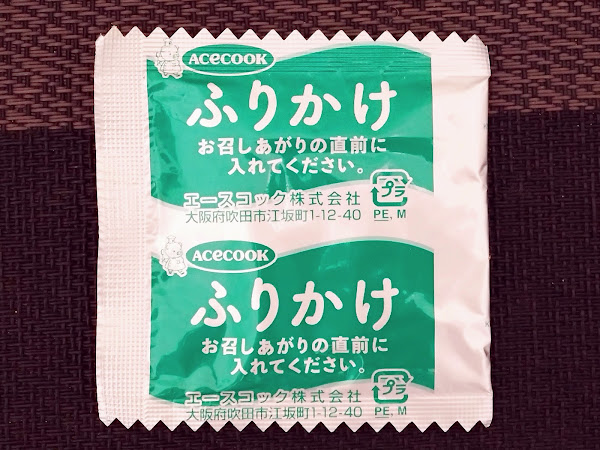 Acecook
ふりかけ
お召しあがりの直前に
入れてください。
エースコック株式会社
大阪府吹田市江坂町1-12-40
プラ
PE, M
Acecook
ふりかけ
お召しあがりの直前に
入れてください。
エースコック株式会社
大阪府吹田市江坂町1-12-40
プラ
PE, M